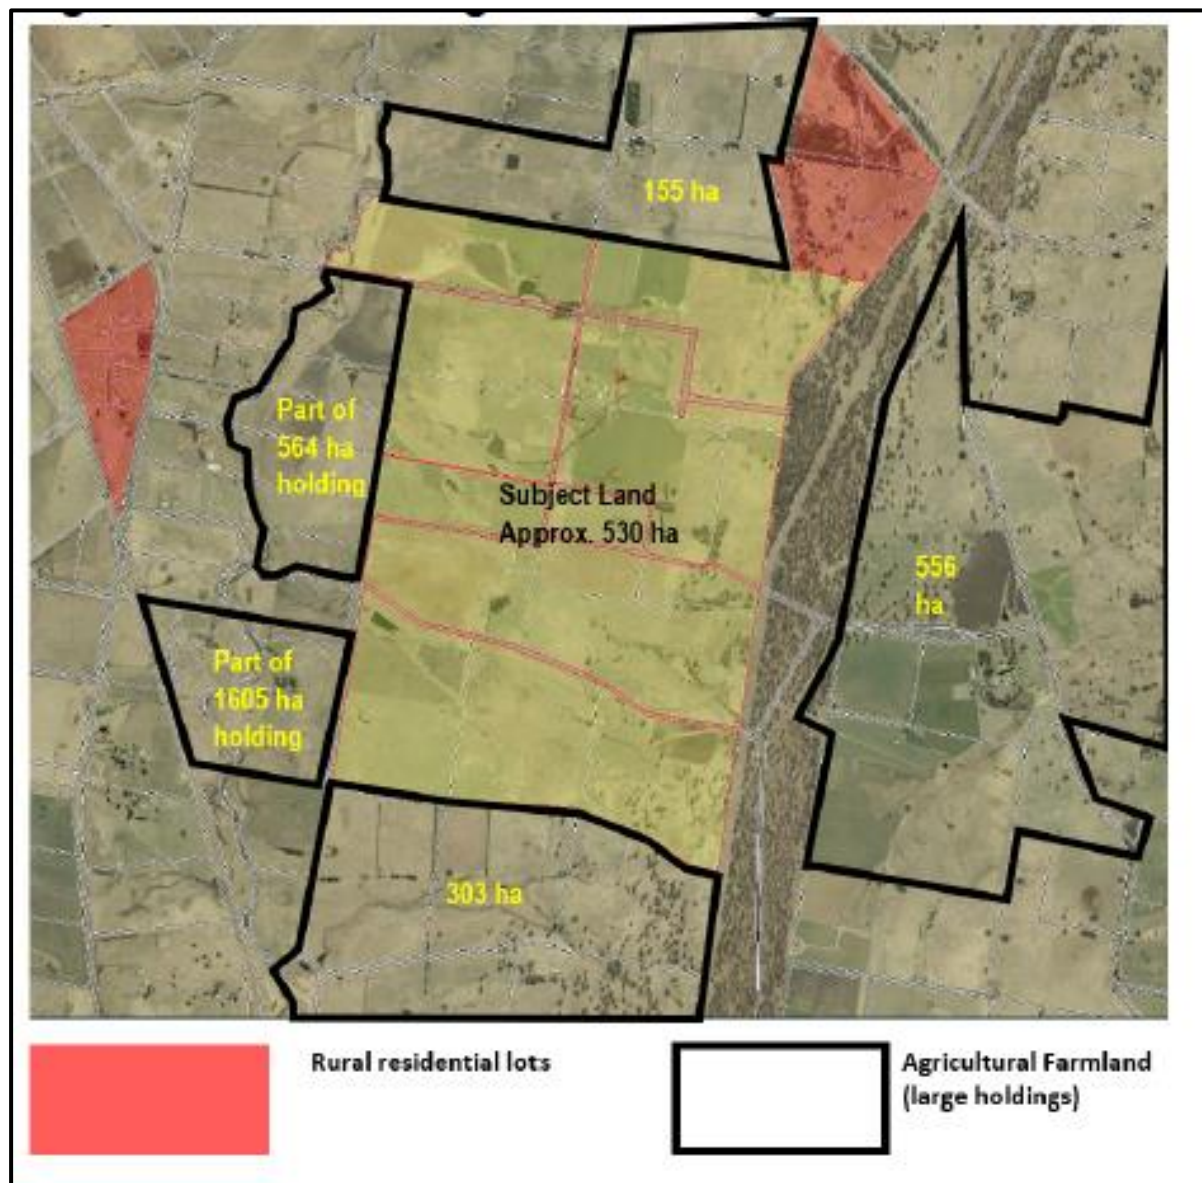 155 ha
Part of
564 ha
holding
Subject Land
Approx. 530 ha
556
ha
Part of
1605 ha
holding
303 ha
Rural residential lots
Agricultural Farmland
(large holdings)